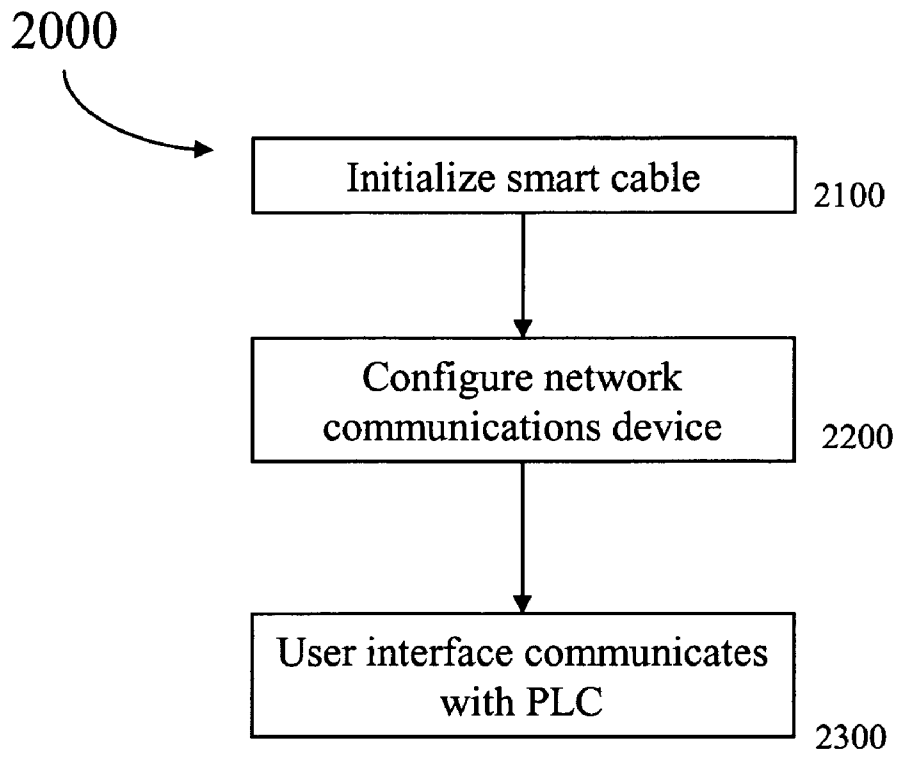 2000
Initialize smart cable
2100
Configure network
communications device
2200
User interface communicates
with PLC
2300